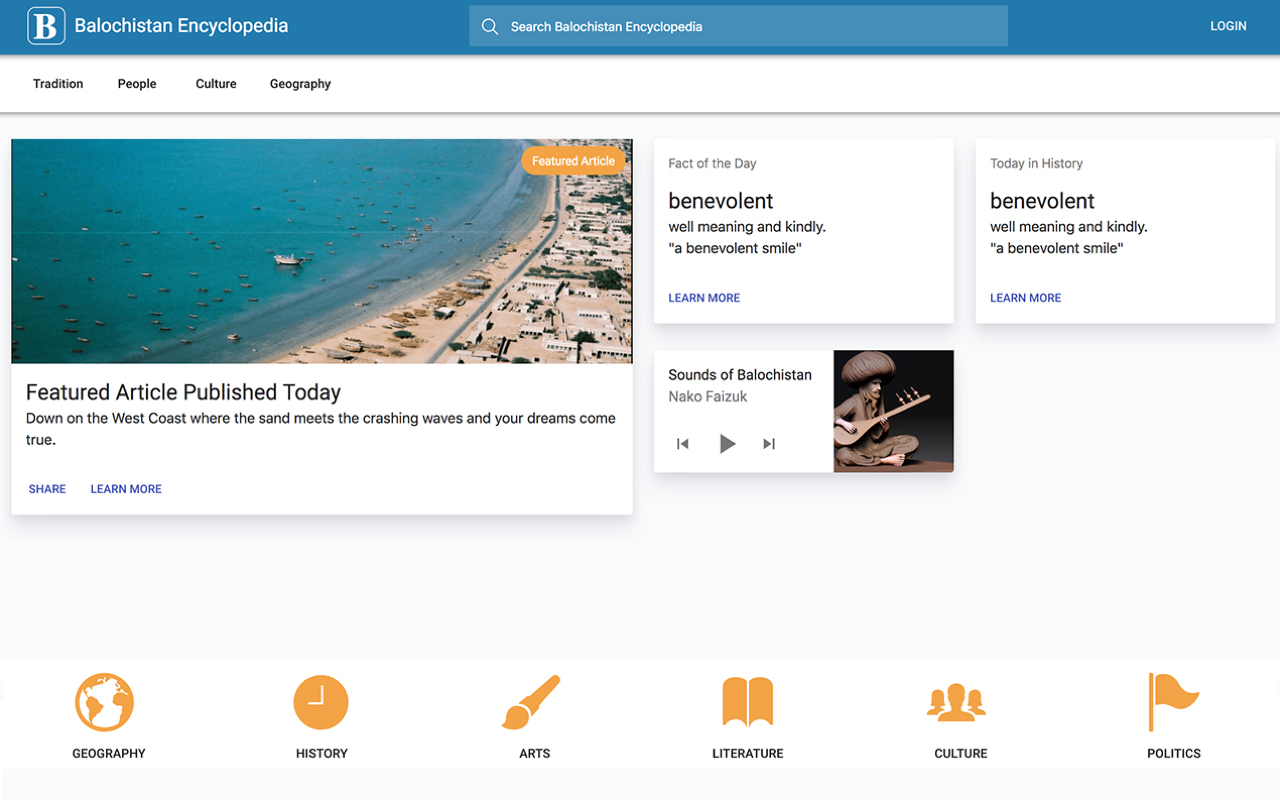 B Balochistan Encyclopedia
Search Balochistan Encyclopedia
LOGIN
Tradition People Culture Geography
Featured Article
Featured Article Published Today
Down on the West Coast where the sand meets the crashing waves and your dreams come
true.
SHARE LEARN MORE
Fact of the Day
benevolent
well meaning and kindly.
"a benevolent smile"
LEARN MORE
Today in History
benevolent
well meaning and kindly.
"a benevolent smile"
LEARN MORE
Sounds of Balochistan
Nako Faizuk
GEOGRAPHY HISTORY ARTS LITERATURE CULTURE POLITICS